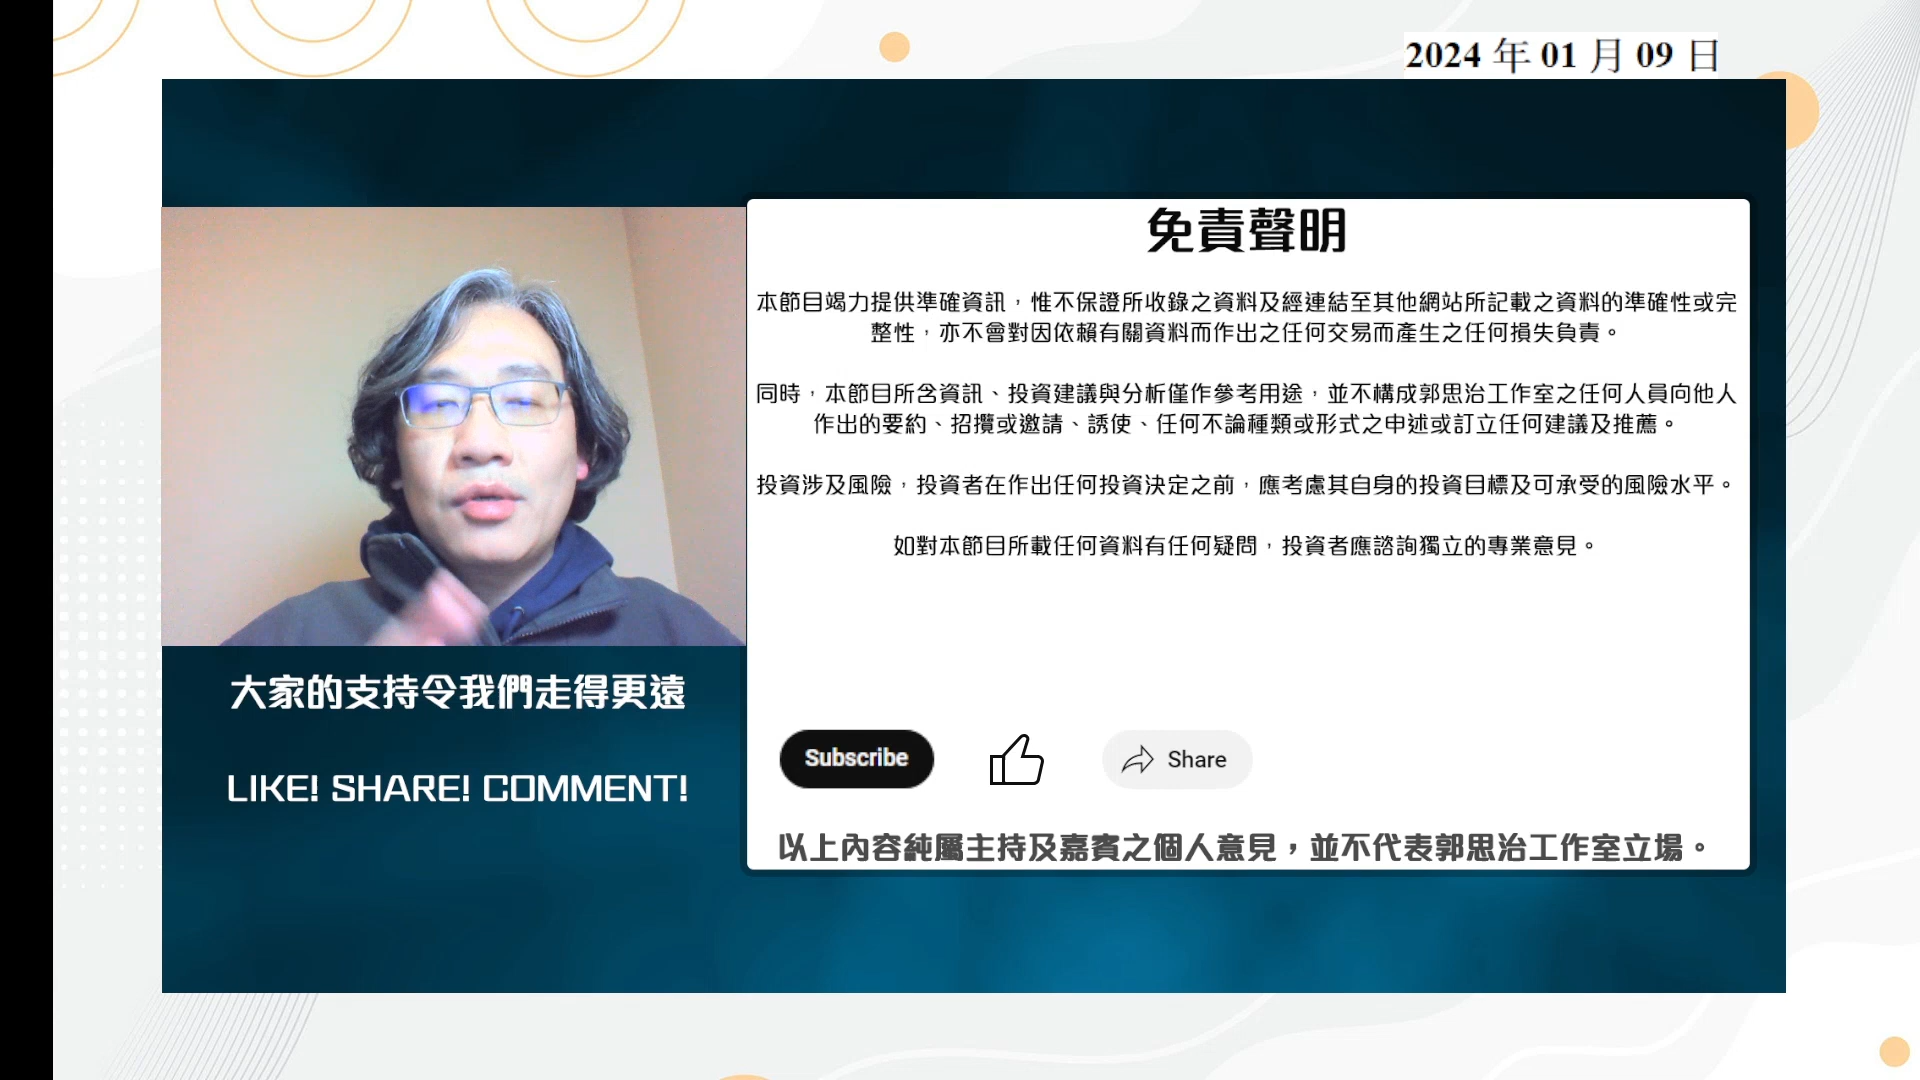 2024 年 01 月 09 日
免責聲明
本節目竭力提供準確資訊，惟不保證所收錄之資料及經連結至其他網站所記載之資料的準確性或完
整性，亦不會對因依賴有關資料而作出之任何交易而產生之任何損失負責。
同時，本節目所含資訊、投資建議與分析僅作參考用途，並不構成郭思治工作室之任何人員向他人
作出的要約、招攬或邀請、誘使、任何不論種類或形式之申述或訂立任何建議及推薦。
投資涉及風險，投資者在作出任何投資決定之前，應考慮其自身的投資目標及可承受的風險水平。
如對本節目所載任何資料有任何疑問，投資者應諮詢獨立的專業意見。
大家的支持令我們走得更遠
LIKE! SHARE! COMMENT!
Subscribe
Share
以上內容純屬主持及嘉賓之個人意見，並不代表郭思治工作室立場。